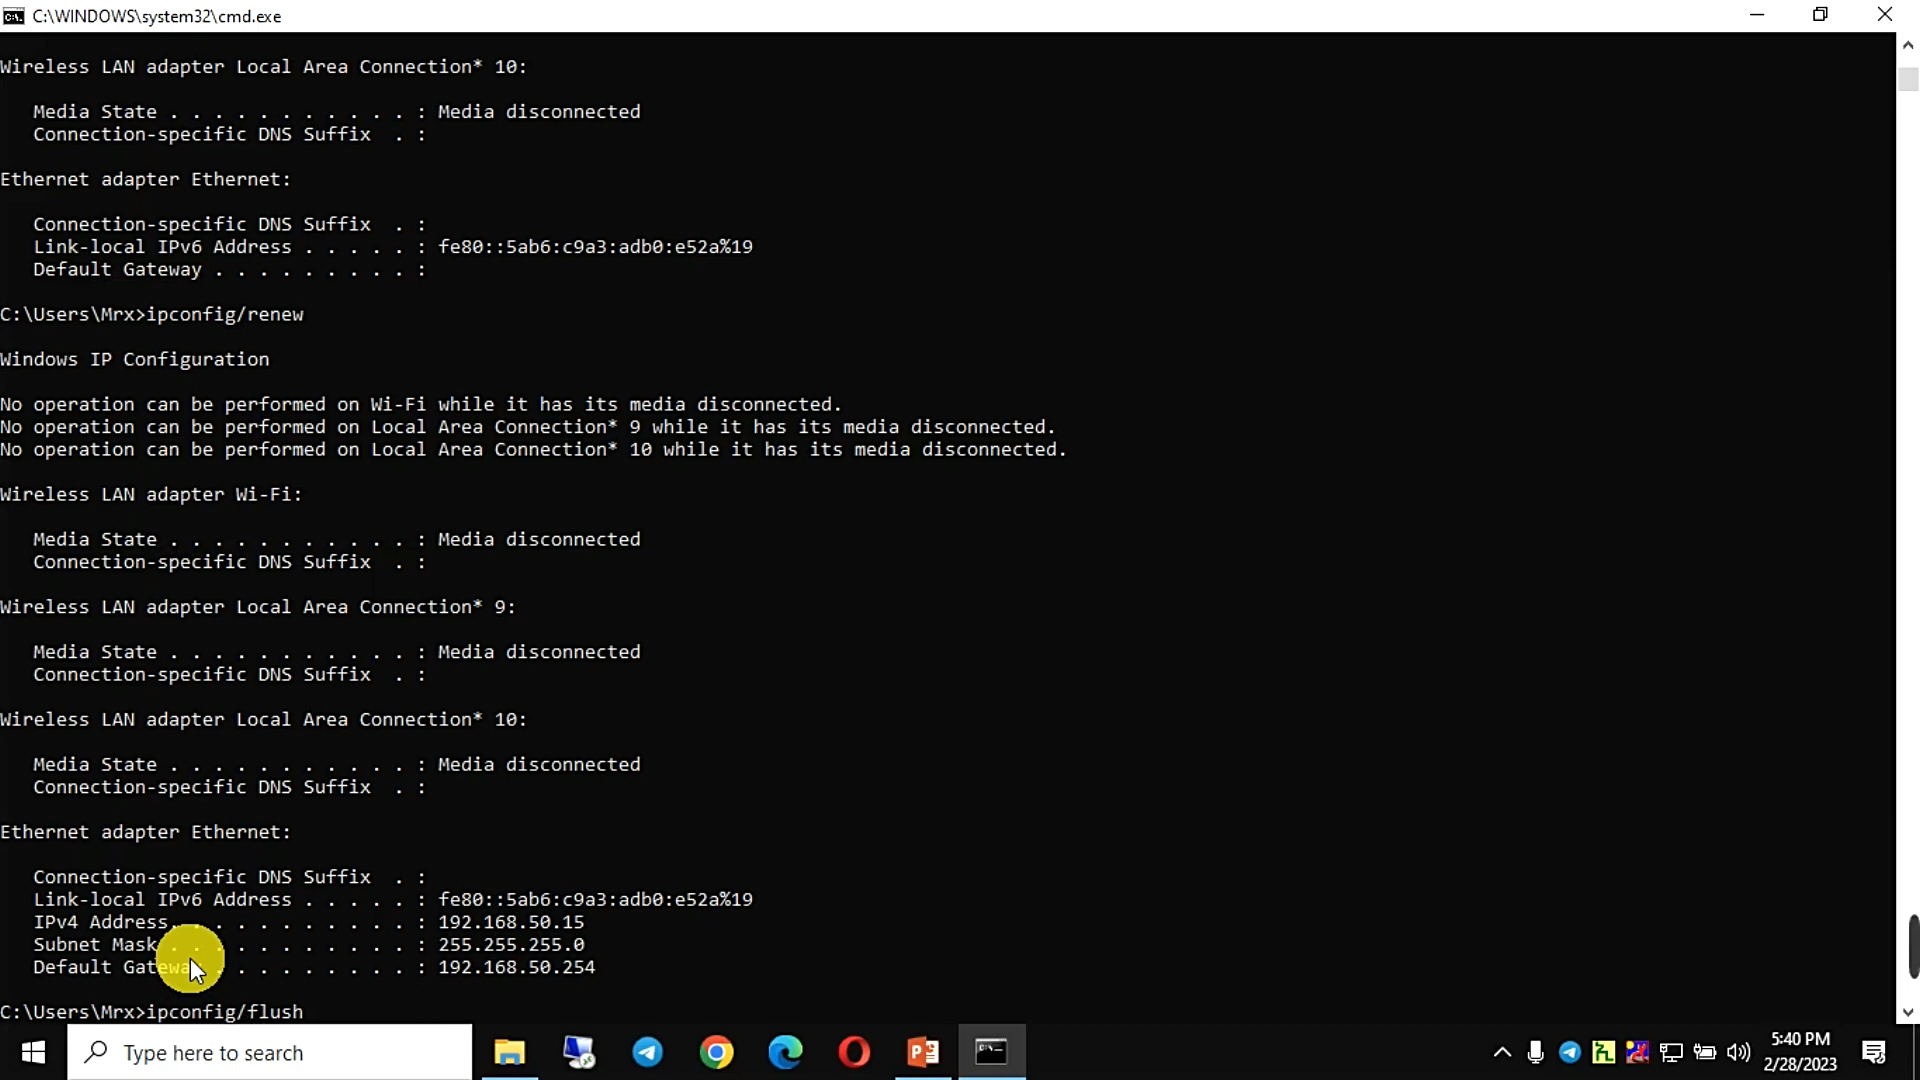 C:\WINDOWS\system32\cmd.exe
Wireless LAN adapter Local Area Connection* 10:
Media State . . . . . . . . . . . : Media disconnected
Connection-specific DNS Suffix  . :
Ethernet adapter Ethernet:
Connection-specific DNS Suffix  . :
Link-local IPv6 Address . . . . . : fe80::5ab6:c9a3:adb0:e52a%19
Default Gateway . . . . . . . . . :
C:\Users\Mrx>ipconfig/renew
Windows IP Configuration
No operation can be performed on Wi-Fi while it has its media disconnected.
No operation can be performed on Local Area Connection* 9 while it has its media disconnected.
No operation can be performed on Local Area Connection* 10 while it has its media disconnected.
Wireless LAN adapter Wi-Fi:
Media State . . . . . . . . . . . : Media disconnected
Connection-specific DNS Suffix  . :
Wireless LAN adapter Local Area Connection* 9:
Media State . . . . . . . . . . . : Media disconnected
Connection-specific DNS Suffix  . :
Wireless LAN adapter Local Area Connection* 10:
Media State . . . . . . . . . . . : Media disconnected
Connection-specific DNS Suffix  . :
Ethernet adapter Ethernet:
Connection-specific DNS Suffix  . :
Link-local IPv6 Address . . . . . : fe80::5ab6:c9a3:adb0:e52a%19
IPv4 Address. . . . . . . . . . . : 192.168.50.15
Subnet Mask . . . . . . . . . . . : 255.255.255.0
Default Gateway . . . . . . . . . : 192.168.50.254
C:\Users\Mrx>ipconfig/flush
Type here to search
5:40 PM
2/28/2023